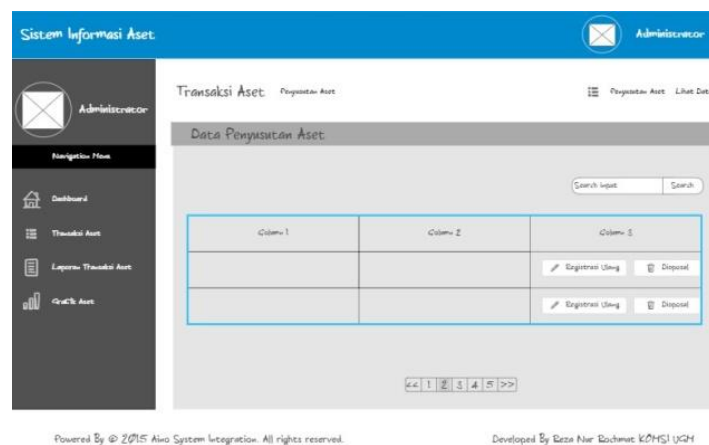 Sistem Informasi Aset
Administrator
Administrator
Navigation Menu
Dashboard
Transaksi Aset
Laporan Transaksi Aset
Grafik Aset
Transaksi Aset Penyusutan Aset
Penyusutan Aset Lihat Dat
Data Penyusutan Aset
Search input Search
Column 1 Column 2 Column 3
Registrasi Ulang Disposal
Registrasi Ulang Disposal
<< 1 2 3 4 5 >>
Powered By © 2015 Aino System Integration. All rights reserved.
Developed By Reza Nur Rochmat KOMSI UGM